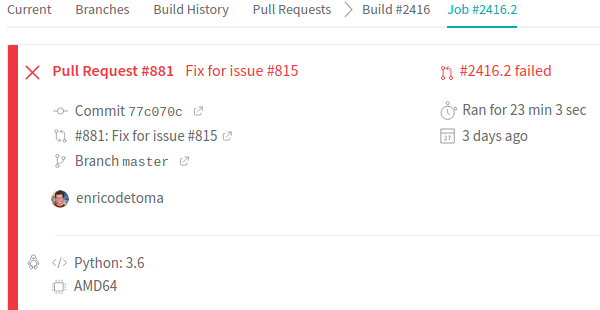 Current Branches Build History Pull Requests Build #2416 Job #2416.2
Pull Request #881 Fix for issue #815 #2416.2 failed
Commit 77c070c Ran for 23 min 3 sec
#881: Fix for issue #815 27 3 days ago
Branch master
enricodetoma
</> Python: 3.6
AMD64